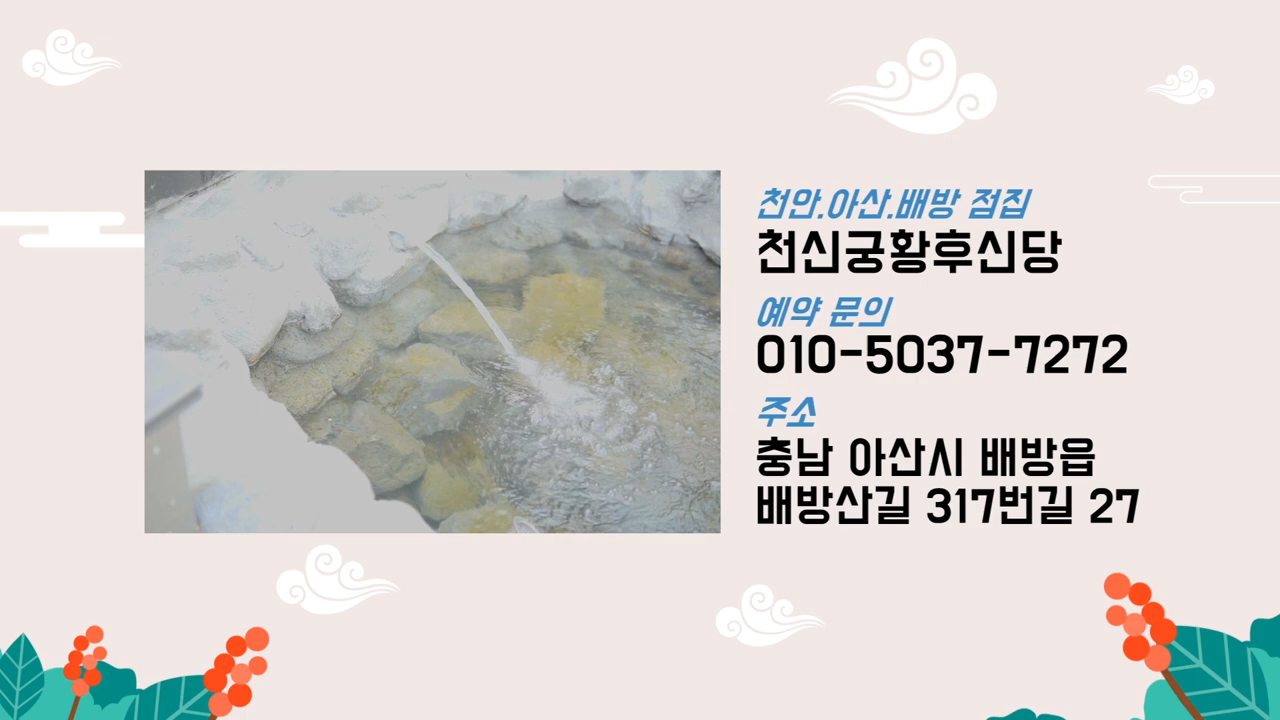 천안.아산.배방 점집
천신궁황후신당
예약 문의
010-5037-7272
주소
충남 아산시 배방읍
배방산길 317번길 27